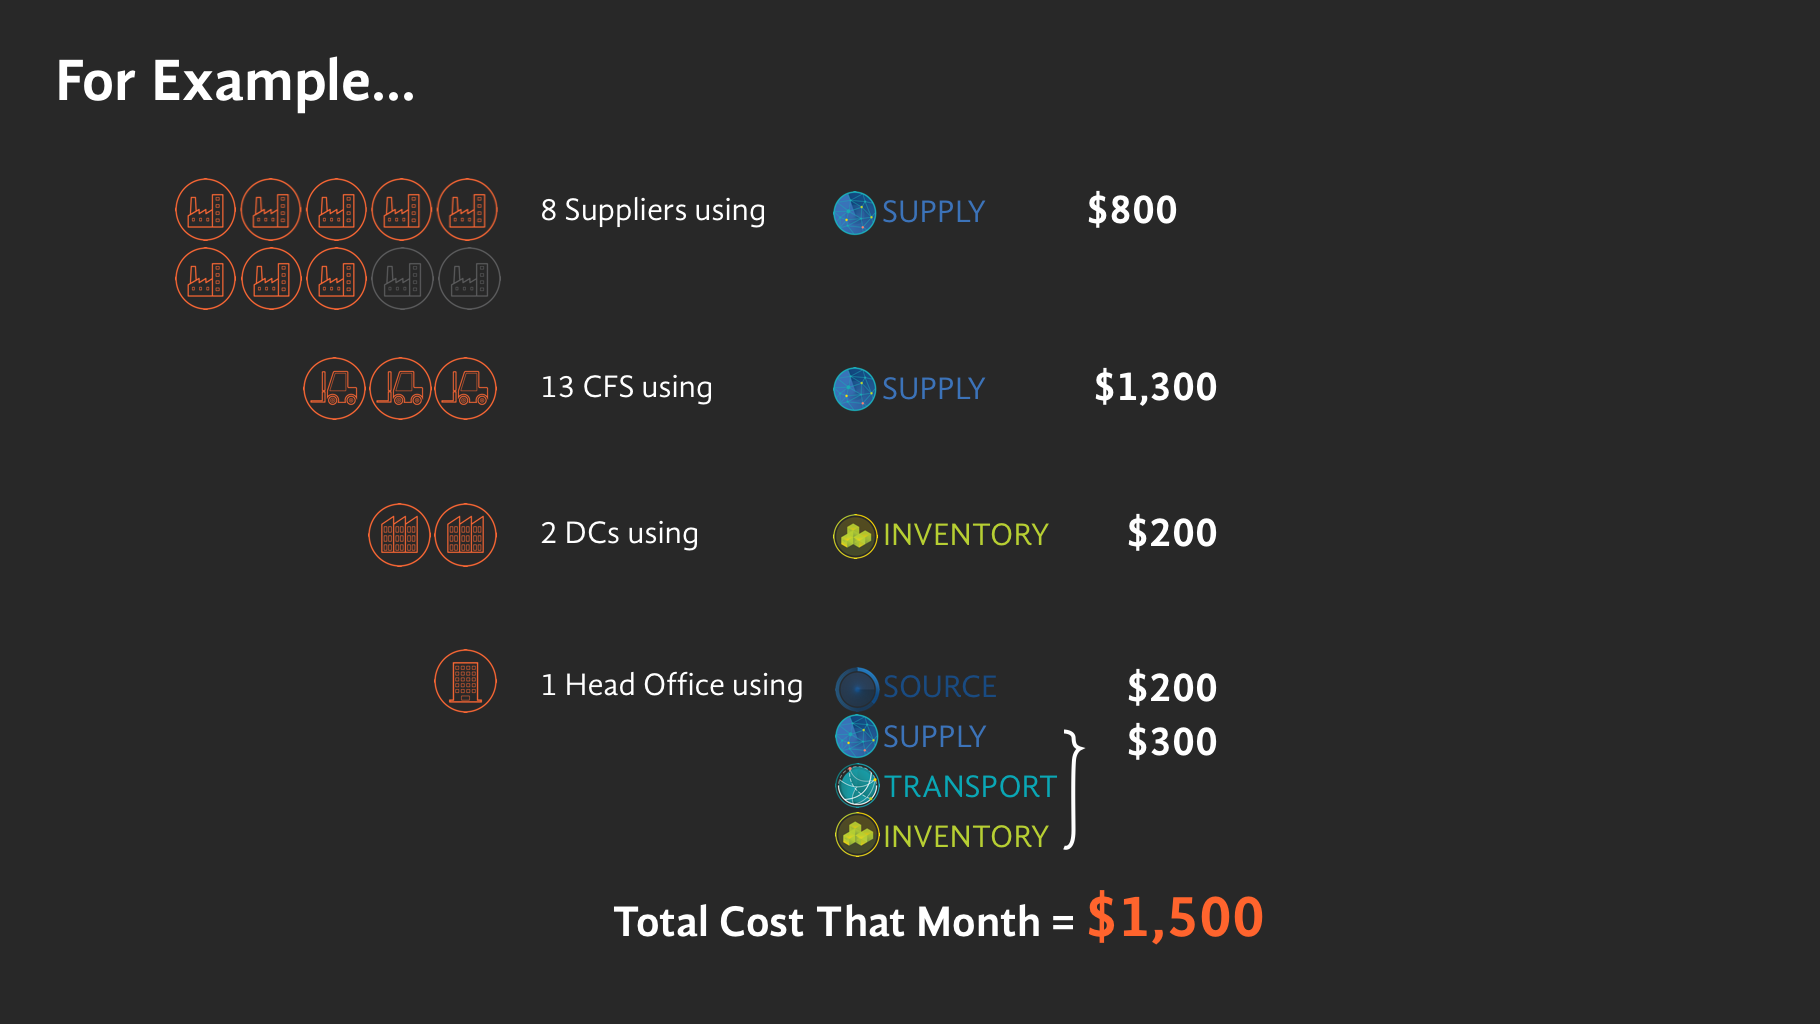 For Example...
8 Suppliers using SUPPLY $800
13 CFS using SUPPLY $1,300
2 DCs using INVENTORY $200
1 Head Office using SOURCE $200
SUPPLY $300
TRANSPORT
INVENTORY
Total Cost That Month = $1,500